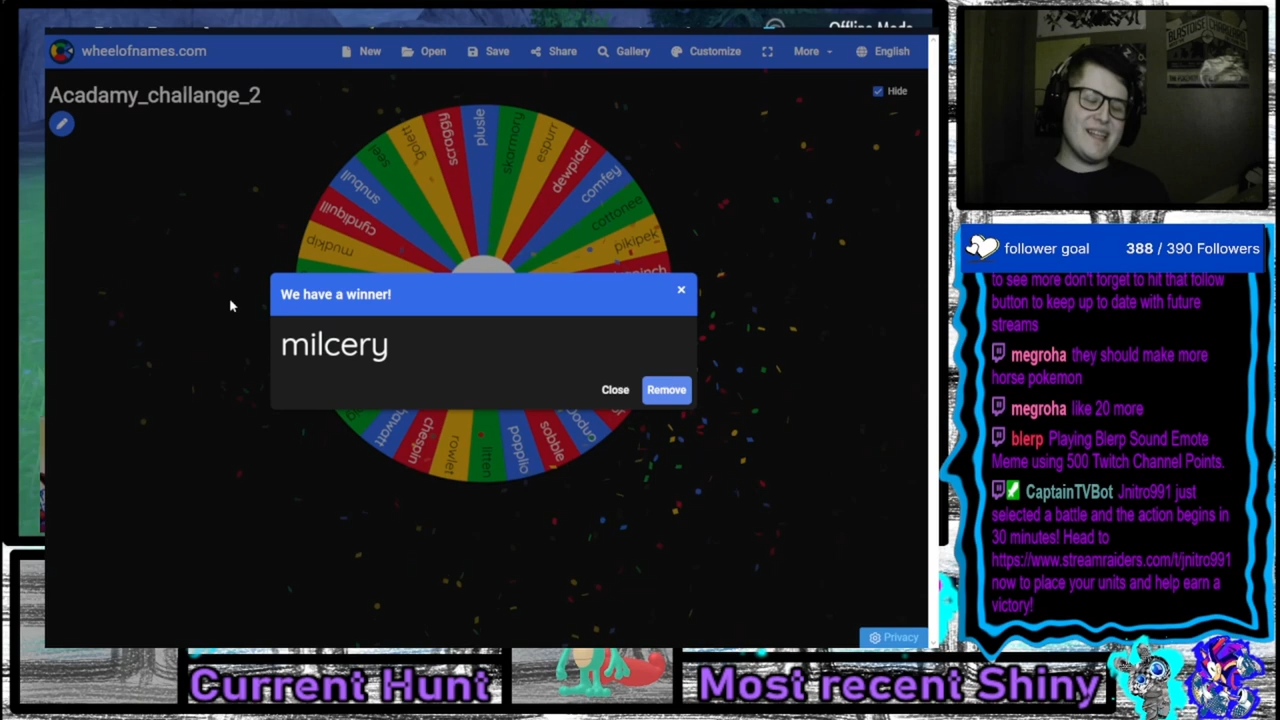 Offline Mode
wheelofnames.com New Open Save Share Gallery Customize More English
Acadamy_challange_2
Hide
seel
golett
scraggy
plusle
skarmory
espurr
dewpider
comfey
cottonee
pikipek
snubull
cyndiquill
mudkip
We have a winner!
milcery
Close Remove
chespin
rowlet
litten
popplio
sobble
Privacy
BLASTOISE
follower goal 388 / 390 Followers
to see more don't forget to hit that follow
button to keep up to date with future
streams
megroha they should make more
horse pokemon
megroha like 20 more
blerp Playing Blerp Sound Emote
Meme using 500 Twitch Channel Points.
CaptainTVBot Jnitro991 just
selected a battle and the action begins in
30 minutes! Head to
https://www.streamraiders.com/t/jnitro991
now to place your units and help earn a
victory!
Current Hunt
Most recent Shiny